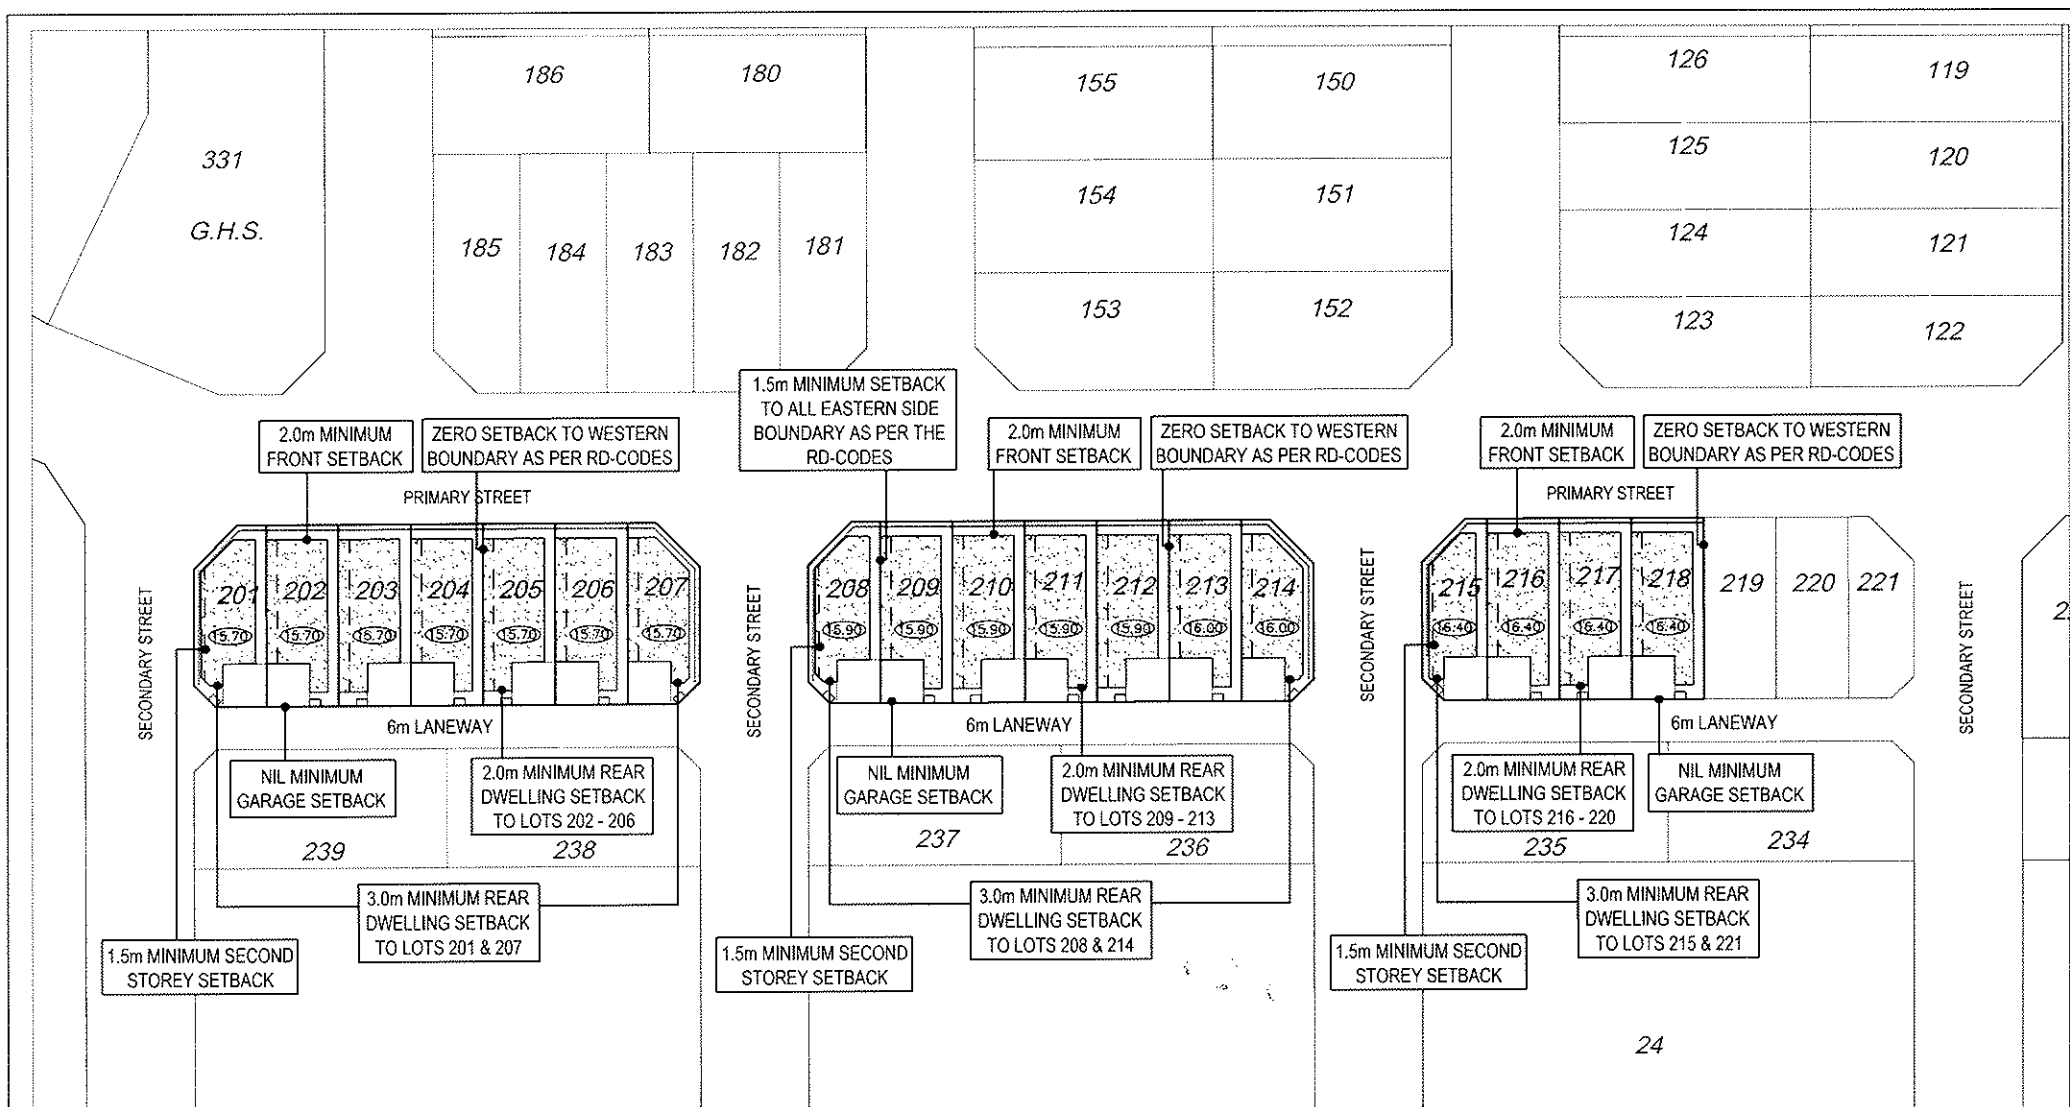 186
180
155
150
126
119
331
G.H.S.
125
120
154
151
185
184
183
182
181
124
121
153
152
123
122
1.5m MINIMUM SETBACK
TO ALL EASTERN SIDE
BOUNDARY AS PER THE
RD-CODES
2.0m MINIMUM
FRONT SETBACK
ZERO SETBACK TO WESTERN
BOUNDARY AS PER RD-CODES
2.0m MINIMUM
FRONT SETBACK
ZERO SETBACK TO WESTERN
BOUNDARY AS PER RD-CODES
2.0m MINIMUM
FRONT SETBACK
ZERO SETBACK TO WESTERN
BOUNDARY AS PER RD-CODES
PRIMARY STREET
PRIMARY STREET
SECONDARY STREET
201
202
203
204
205
206
207
15.70
15.70
15.70
15.70
15.70
15.70
15.70
SECONDARY STREET
208
209
210
211
212
213
214
15.90
15.90
15.90
15.90
15.90
16.00
16.00
SECONDARY STREET
215
216
217
218
219
220
221
16.40
16.40
16.40
16.40
SECONDARY STREET
6m LANEWAY
6m LANEWAY
6m LANEWAY
NIL MINIMUM
GARAGE SETBACK
2.0m MINIMUM REAR
DWELLING SETBACK
TO LOTS 202 - 206
NIL MINIMUM
GARAGE SETBACK
2.0m MINIMUM REAR
DWELLING SETBACK
TO LOTS 209 - 213
2.0m MINIMUM REAR
DWELLING SETBACK
TO LOTS 216 - 220
NIL MINIMUM
GARAGE SETBACK
239
238
237
236
235
234
3.0m MINIMUM REAR
DWELLING SETBACK
TO LOTS 201 & 207
3.0m MINIMUM REAR
DWELLING SETBACK
TO LOTS 208 & 214
3.0m MINIMUM REAR
DWELLING SETBACK
TO LOTS 215 & 221
1.5m MINIMUM SECOND
STOREY SETBACK
1.5m MINIMUM SECOND
STOREY SETBACK
1.5m MINIMUM SECOND
STOREY SETBACK
24